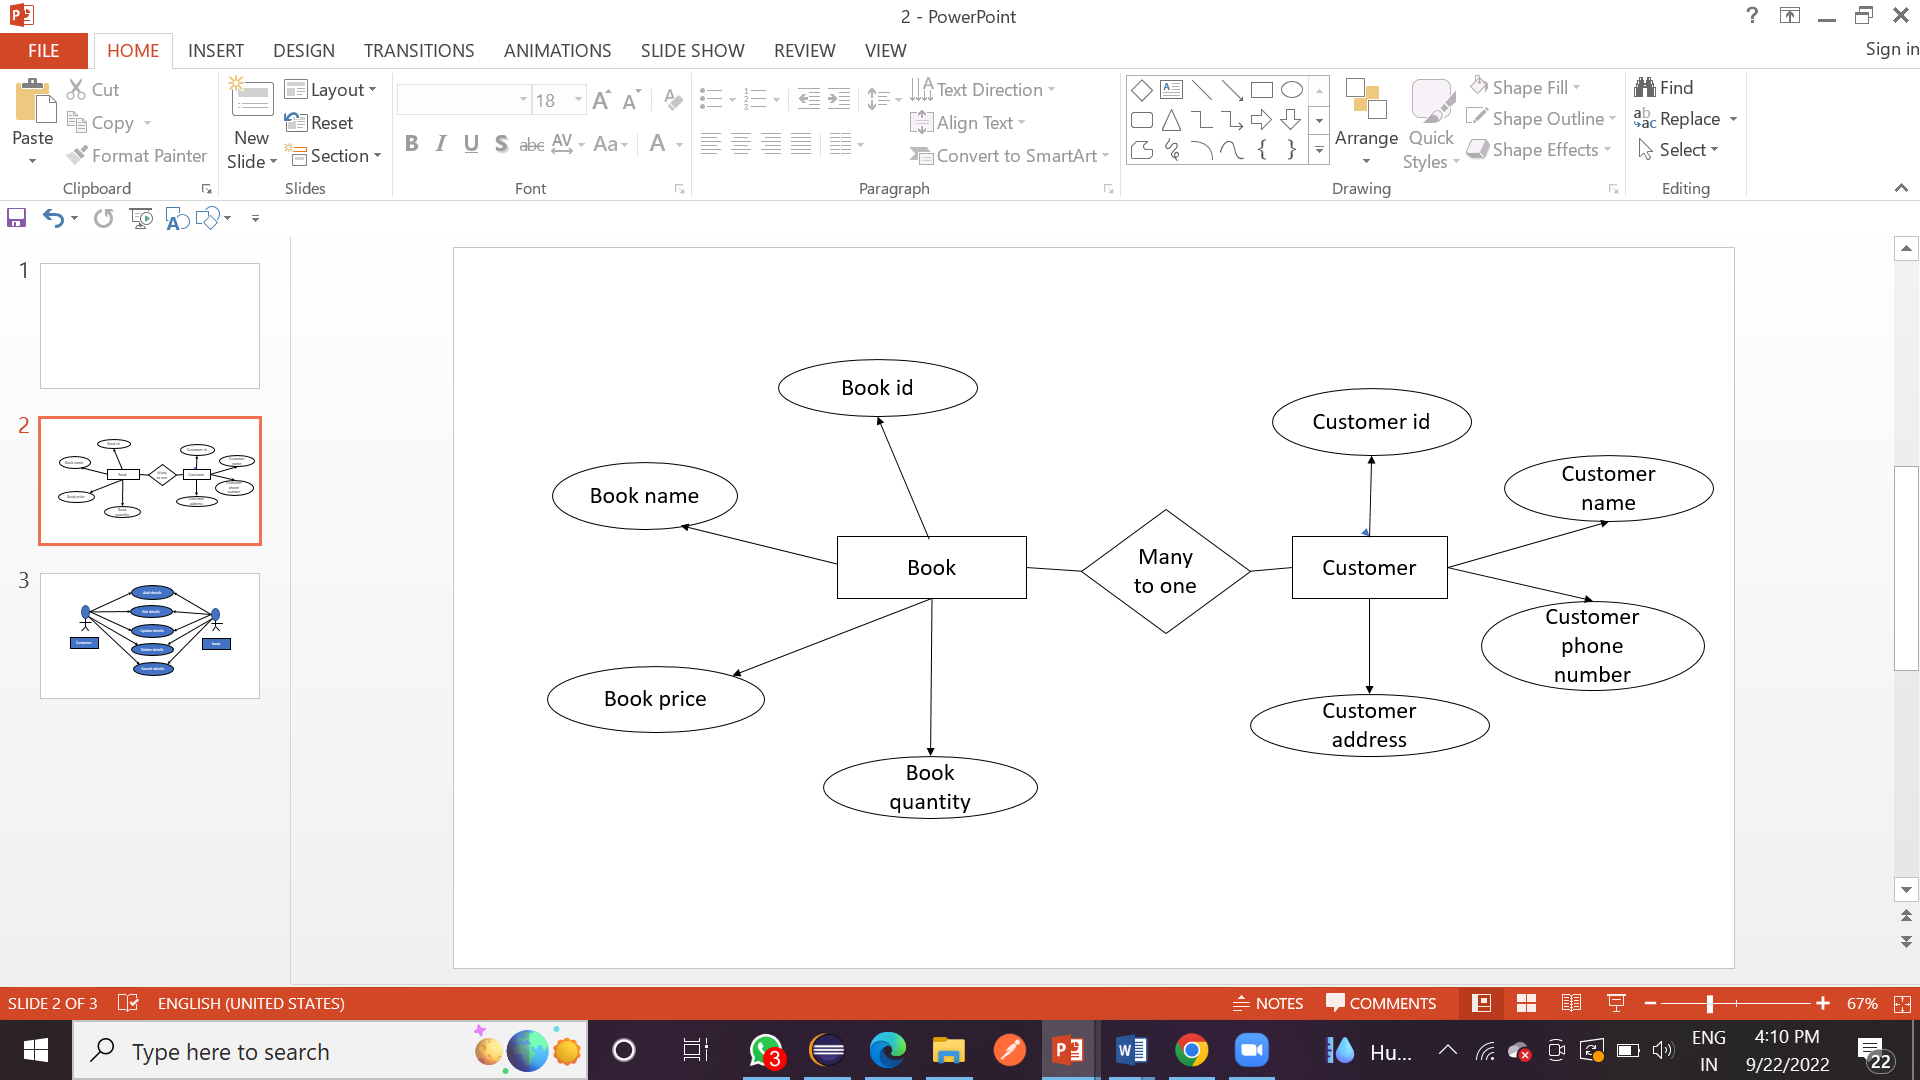 2 - PowerPoint
?
Sign in
FILE
HOME
INSERT
DESIGN
TRANSITIONS
ANIMATIONS
SLIDE SHOW
REVIEW
VIEW
Paste
Cut
Copy
Format Painter
Clipboard
New
Slide
Layout
Reset
Section
Slides
18
B I U S abc AV Aa A
Font
Text Direction
Align Text
Convert to SmartArt
Paragraph
Arrange
Quick
Styles
Shape Fill
Shape Outline
Shape Effects
Drawing
Find
Replace
Select
Editing
1
2
3
Book id
Customer id
Book name
Customer
name
Book
Many
to one
Customer
Customer
phone
number
Book price
Customer
address
Book
quantity
SLIDE 2 OF 3
ENGLISH (UNITED STATES)
NOTES
COMMENTS
67%
Type here to search
3
Hu...
ENG
IN
4:10 PM
9/22/2022
22